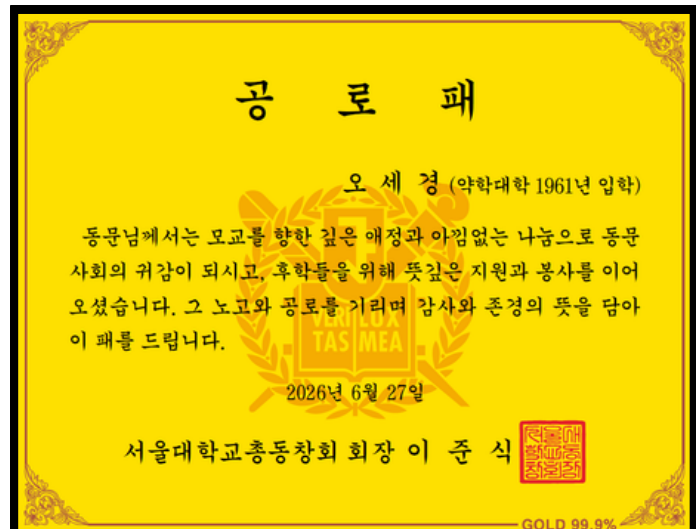 공 로 패
오 세 경 (약학대학 1961년 입학)
동문님께서는 모교를 향한 깊은 애정과 아낌없는 나눔으로 동문
사회의 귀감이 되시고, 후학들을 위해 뜻깊은 지원과 봉사를 이어
오셨습니다. 그 노고와 공로를 기리며 감사와 존경의 뜻을 담아
이 패를 드립니다.
VERI LUX
TAS MEA
2026년 6월 27일
서울대학교총동창회 회장 이 준 식
GOLD 99.9%